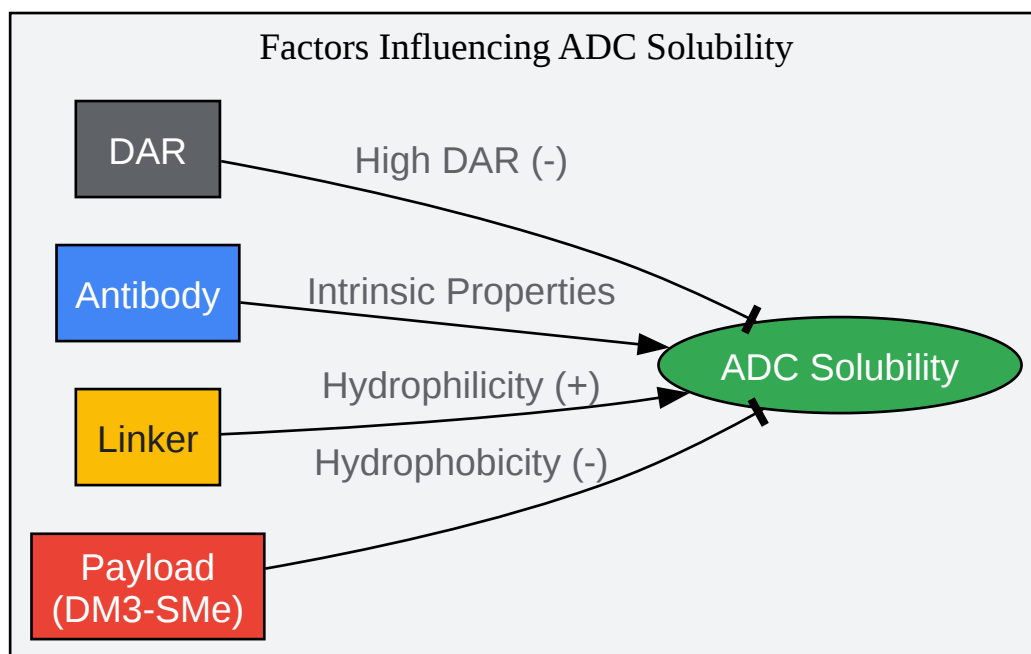 Factors Influencing ADC Solubility
DAR
High DAR (-)
Antibody
Intrinsic Properties
ADC Solubility
Linker
Hydrophilicity (+)
Hydrophobicity (-)
Payload
(DM3-SMe)